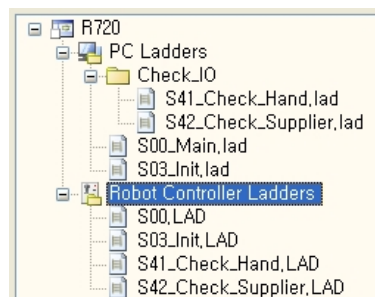 R720
PC Ladders
Check_IO
S41_Check_Hand.lad
S42_Check_Supplier.lad
S00_Main.lad
S03_Init.lad
Robot Controller Ladders
S00.LAD
S03_Init.LAD
S41_Check_Hand.LAD
S42_Check_Supplier.LAD